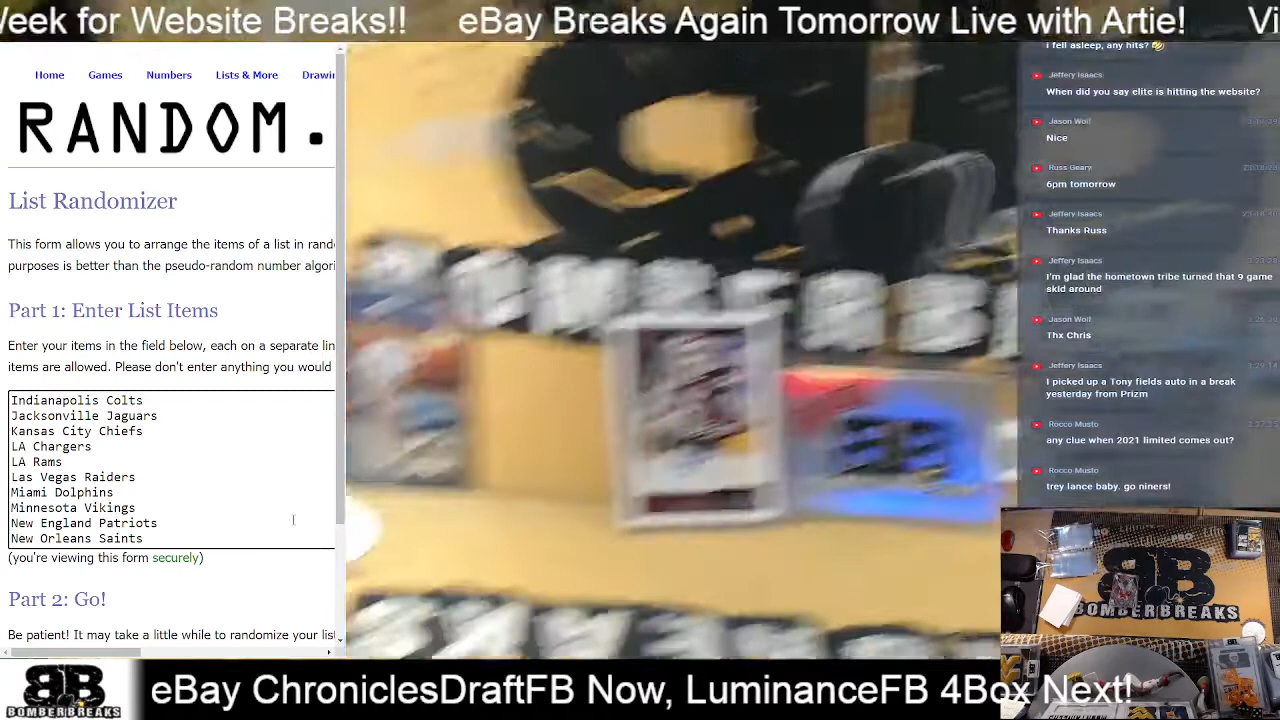 Week for Website Breaks!! eBay Breaks Again Tomorrow Live with Artie! Vi
Home Games Numbers Lists & More Drawin
RANDOM.
List Randomizer
This form allows you to arrange the items of a list in rand
purposes is better than the pseudo-random number algori
Part 1: Enter List Items
Enter your items in the field below, each on a separate lin
items are allowed. Please don't enter anything you would
Indianapolis Colts
Jacksonville Jaguars
Kansas City Chiefs
LA Chargers
LA Rams
Las Vegas Raiders
Miami Dolphins
Minnesota Vikings
New England Patriots
New Orleans Saints
(you're viewing this form securely)
Part 2: Go!
Be patient! It may take a little while to randomize your list
i fell asleep, any hits? 🤣
Jeffery Isaacs
When did you say elite is hitting the website?
Jason Wolf
Nice
Russ Geary
6pm tomorrow
Jeffery Isaacs
Thanks Russ
Jeffery Isaacs
I'm glad the hometown tribe turned that 9 game
skid around
Jason Wolf
Thx Chris
Jeffery Isaacs
I picked up a Tony fields auto in a break
yesterday from Prizm
Rocco Musto
any clue when 2021 limited comes out?
Rocco Musto
trey lance baby. go niners!
BB
BOMBERBREAKS
BB
BOMBERBREAKS
eBay ChroniclesDraftFB Now, LuminanceFB 4Box Next!